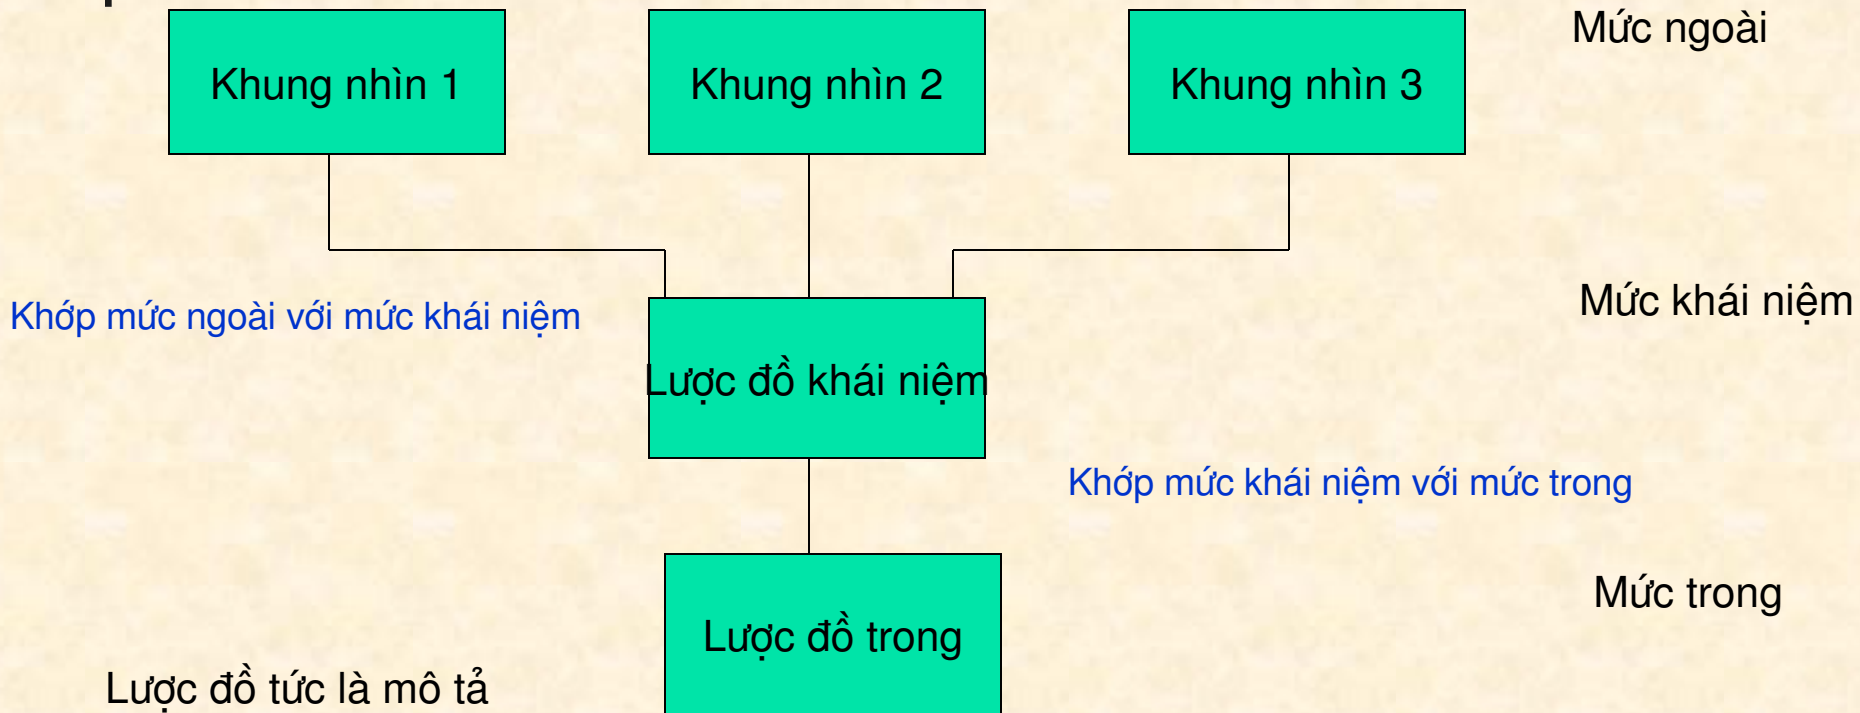 Mức ngoài
Khung nhìn 1
Khung nhìn 2
Khung nhìn 3
Khớp mức ngoài với mức khái niệm
Mức khái niệm
Lược đồ khái niệm
Khớp mức khái niệm với mức trong
Mức trong
Lược đồ trong
Lược đồ tức là mô tả